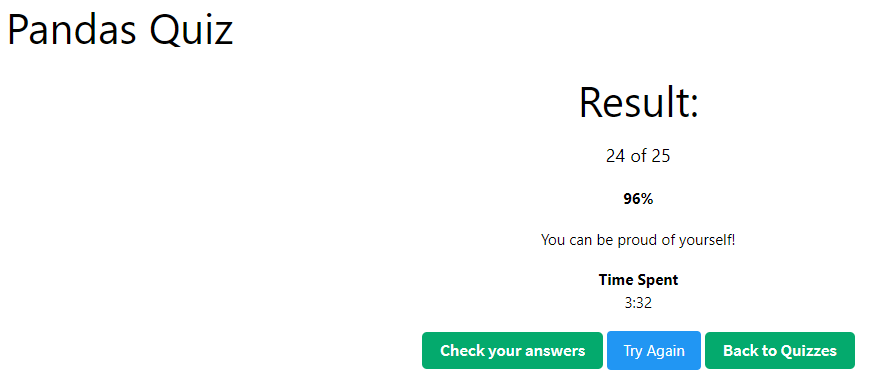 Pandas Quiz
Result:
24 of 25
96%
You can be proud of yourself!
Time Spent
3:32
Check your answers Try Again Back to Quizzes